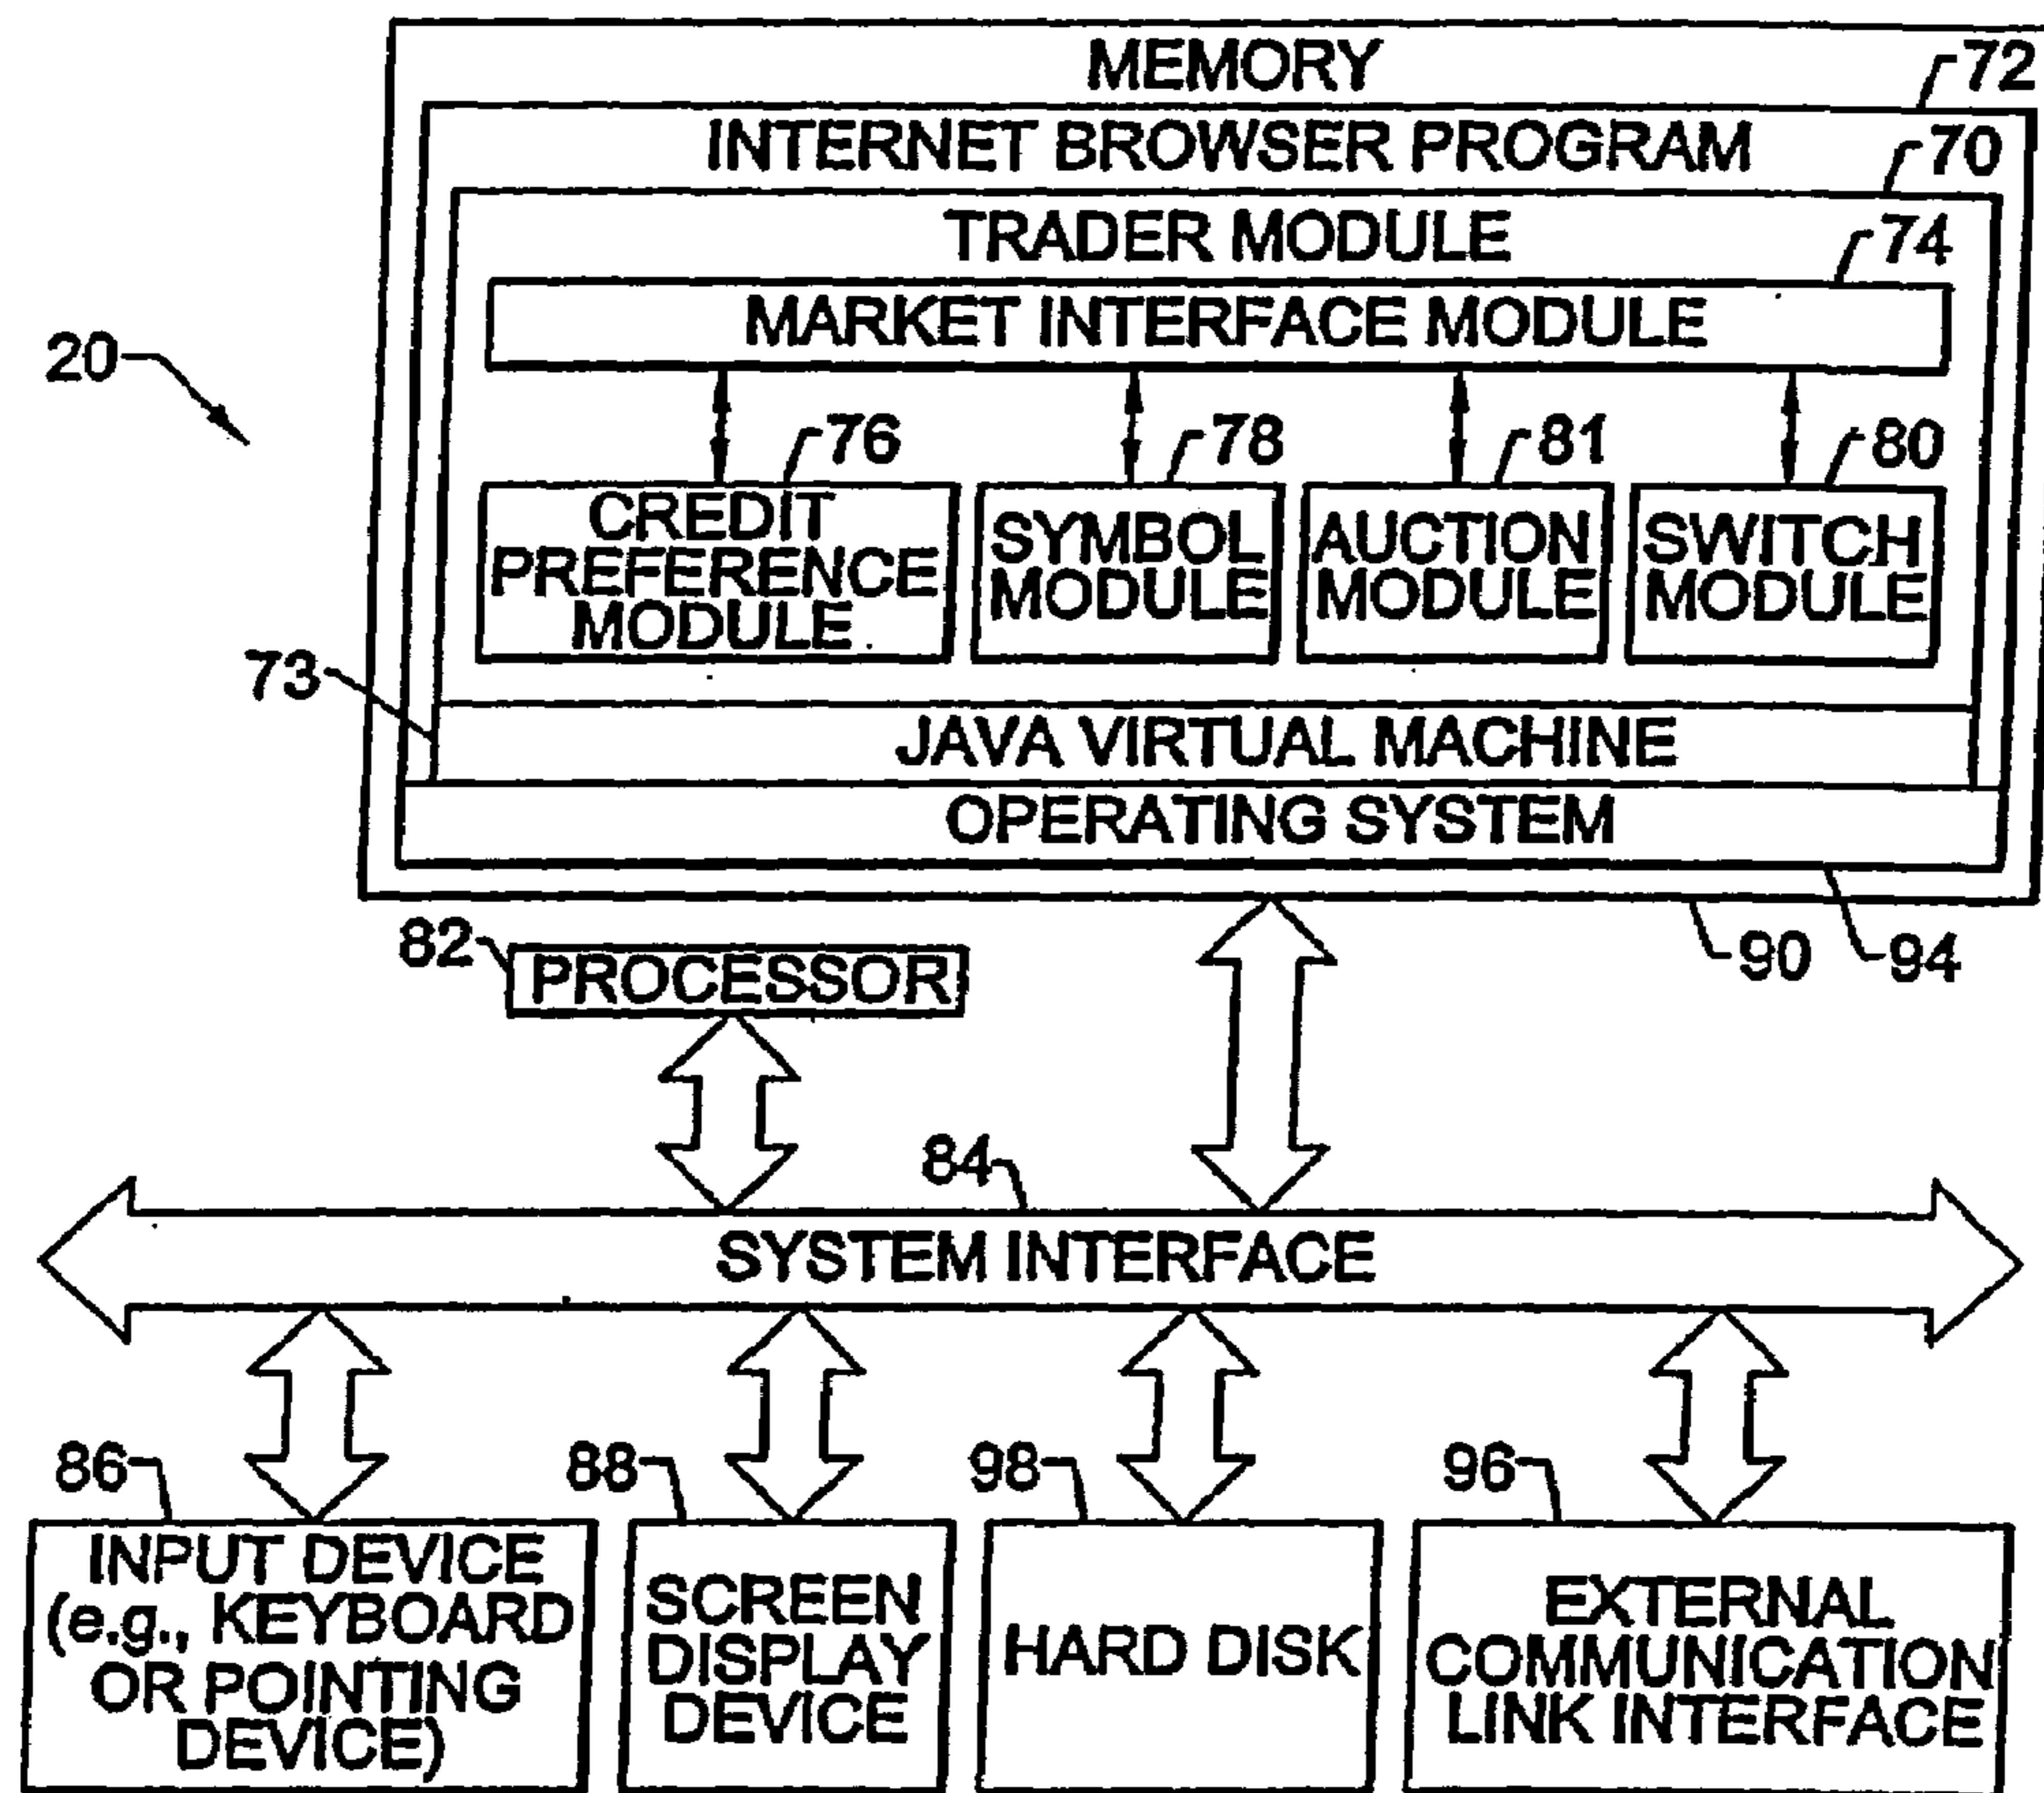 MEMORY
72
INTERNET BROWSER PROGRAM
70
TRADER MODULE
74
MARKET INTERFACE MODULE
20
76
78
81
80
CREDIT
PREFERENCE
MODULE
SYMBOL
MODULE
AUCTION
MODULE
SWITCH
MODULE
73
JAVA VIRTUAL MACHINE
OPERATING SYSTEM
82
PROCESSOR
90
94
84
SYSTEM INTERFACE
86
88
98
96
INPUT DEVICE
(e.g., KEYBOARD
OR POINTING
DEVICE)
SCREEN
DISPLAY
DEVICE
HARD DISK
EXTERNAL
COMMUNICATION
LINK INTERFACE